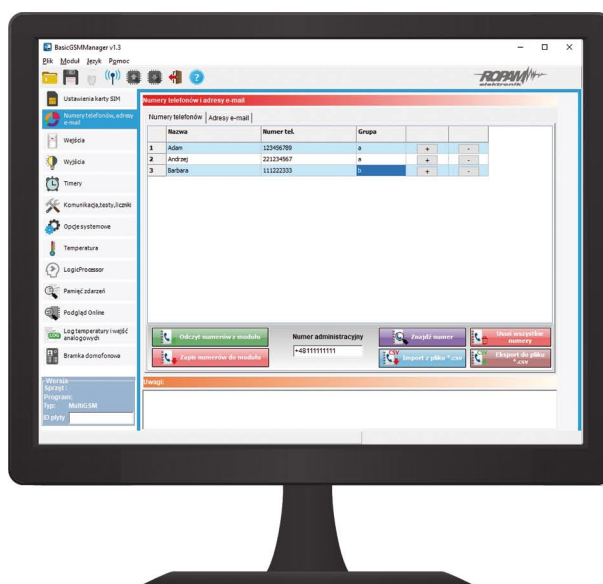 BasicGSMManager v1.3
Plik Moduł Język Pomoc
ROPAM
elektronik
Ustawienia karty SIM
Numery telefonów, adresy
e-mail
Wejścia
Wyjścia
Timery
Komunikacja,testy,liczniki
Opcje systemowe
Temperatura
LogicProcessor
Pamięć zdarzeń
Podgląd Online
Log temperatury i wejść
analogowych
Bramka domofonowa
Wersja
Sprzęt :
Program:
Typ: MultiGSM
ID płyty
Numery telefonów i adresy e-mail
Numery telefonów Adresy e-mail
Nazwa Numer tel. Grupa
1 Adam 123456789 a + -
2 Andrzej 221234567 a + -
3 Barbara 111222333 b + -
Odczyt numerów z modułu
Zapis numerów do modułu
Numer administracyjny
+48111111111
Znajdź numer
Usuń wszystkie
numery
CSV
Import z pliku *.csv
Eksport do pliku
*.csv
Uwagi: